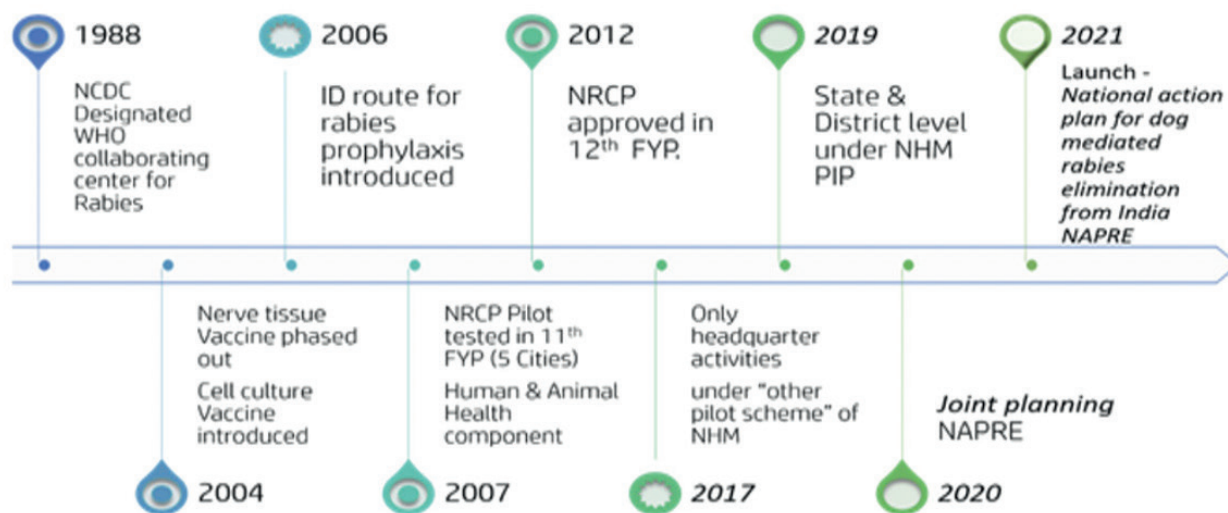 1988
NCDC
Designated
WHO
collaborating
center for
Rabies
2006
ID route for
rabies
prophylaxis
introduced
2012
NRCP
approved in
12th FYP.
2019
State &
District level
under NHM
PIP
2021
Launch -
National action
plan for dog
mediated
rabies
elimination
from India
NAPRE
Nerve tissue
Vaccine phased
out
Cell culture
Vaccine
introduced
2004
NRCP Pilot
tested in 11th
FYP (5 Cities)
Human & Animal
Health
component
2007
Only
headquarter
activities
under "other
pilot scheme" of
NHM
2017
Joint planning
NAPRE
2020